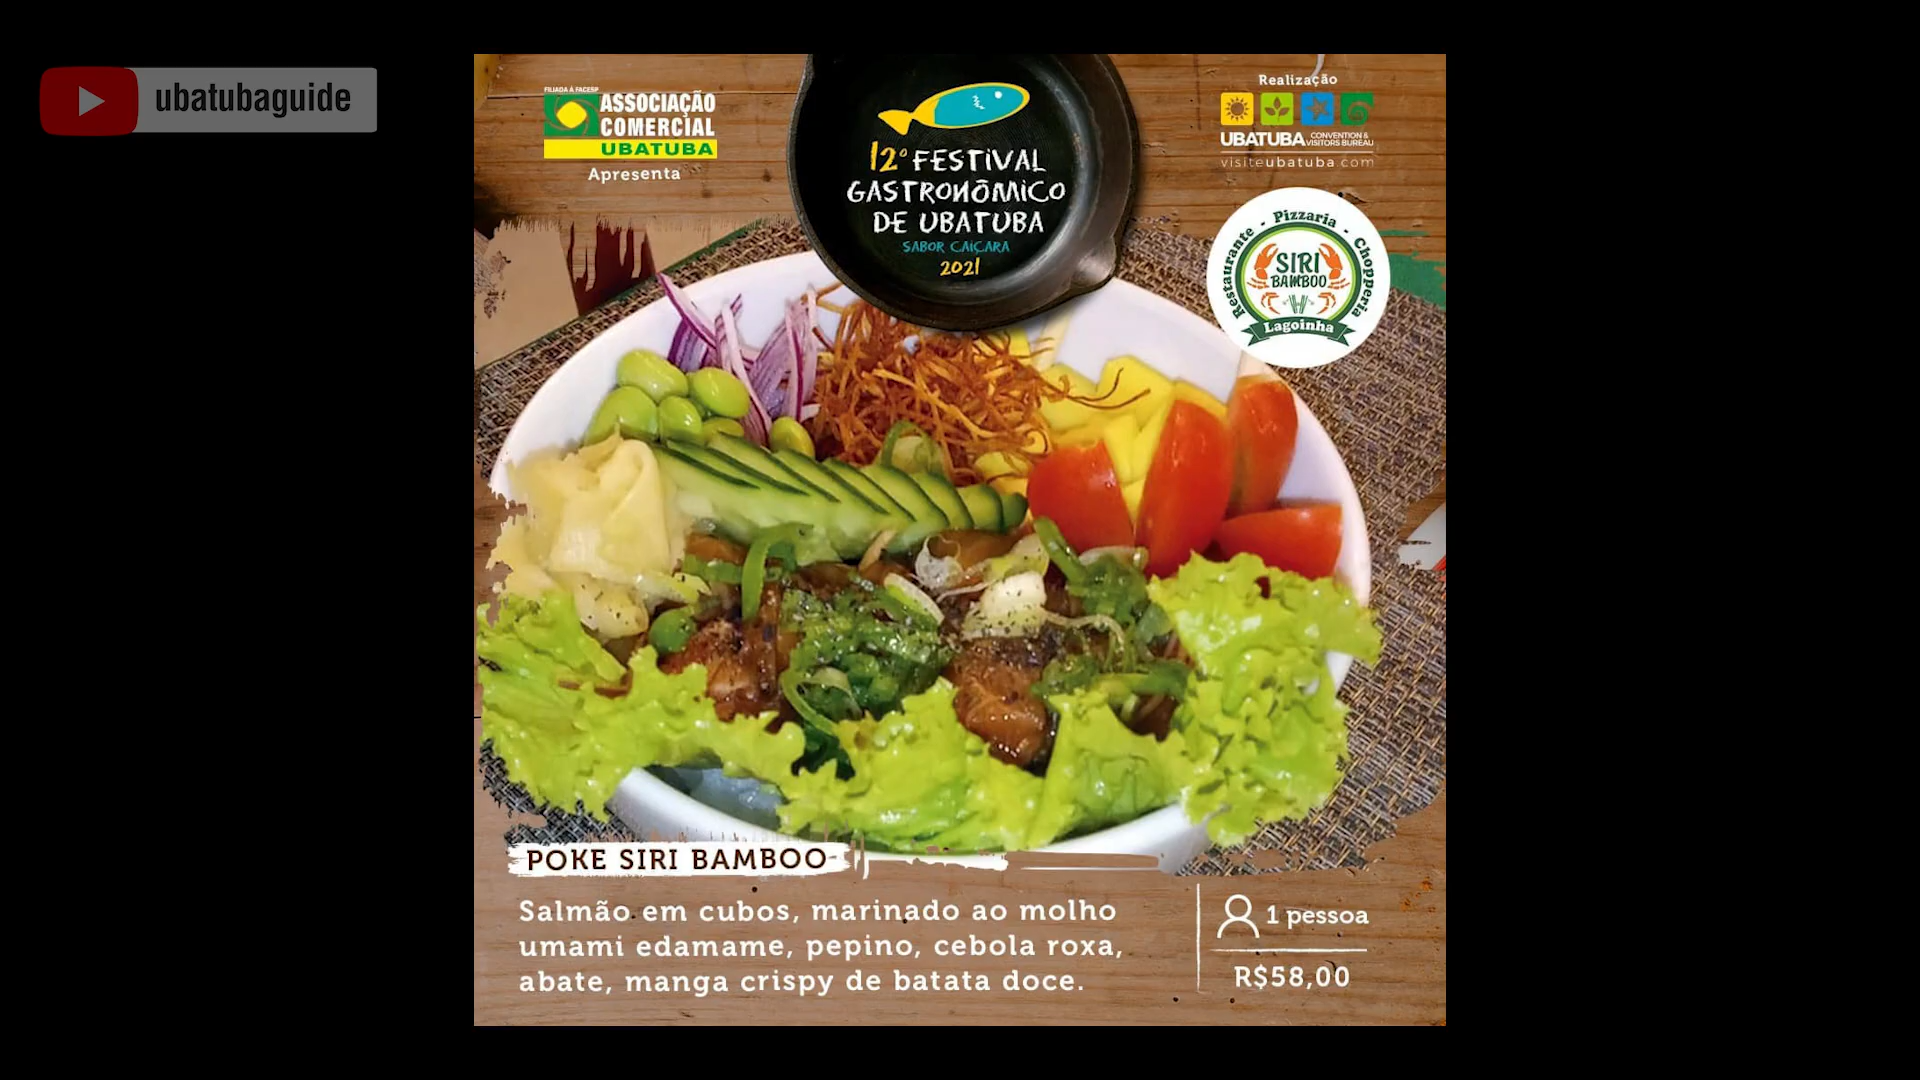 ubatubaguide
FILIADA À FACESP
ASSOCIAÇÃO
COMERCIAL
UBATUBA
Apresenta
12º FESTIVAL
GASTRONÔMICO
DE UBATUBA
SABOR CAIÇARA
2021
Realização
UBATUBA CONVENTION &
VISITORS BUREAU
visiteubatuba.com
Restaurante - Pizzaria - Chopperia
SIRI
BAMBOO
Lagoinha
POKE SIRI BAMBOO
Salmão em cubos, marinado ao molho
umami edamame, pepino, cebola roxa,
abate, manga crispy de batata doce.
1 pessoa
R$58,00